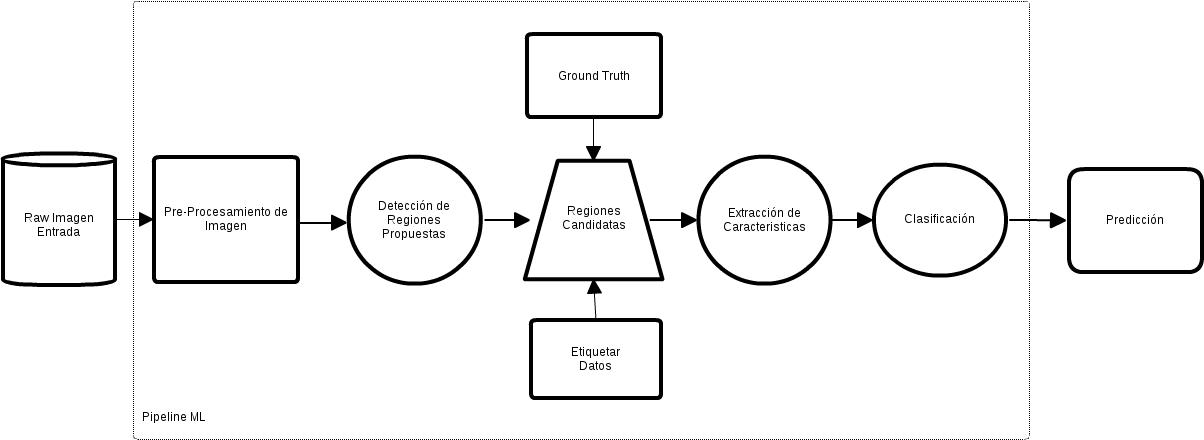 Ground Truth
Raw Imagen
Entrada
Pre-Procesamiento de
Imagen
Detección de
Regiones
Propuestas
Regiones
Candidatas
Extracción de
Caracteristicas
Clasificación
Predicción
Etiquetar
Datos
Pipeline ML